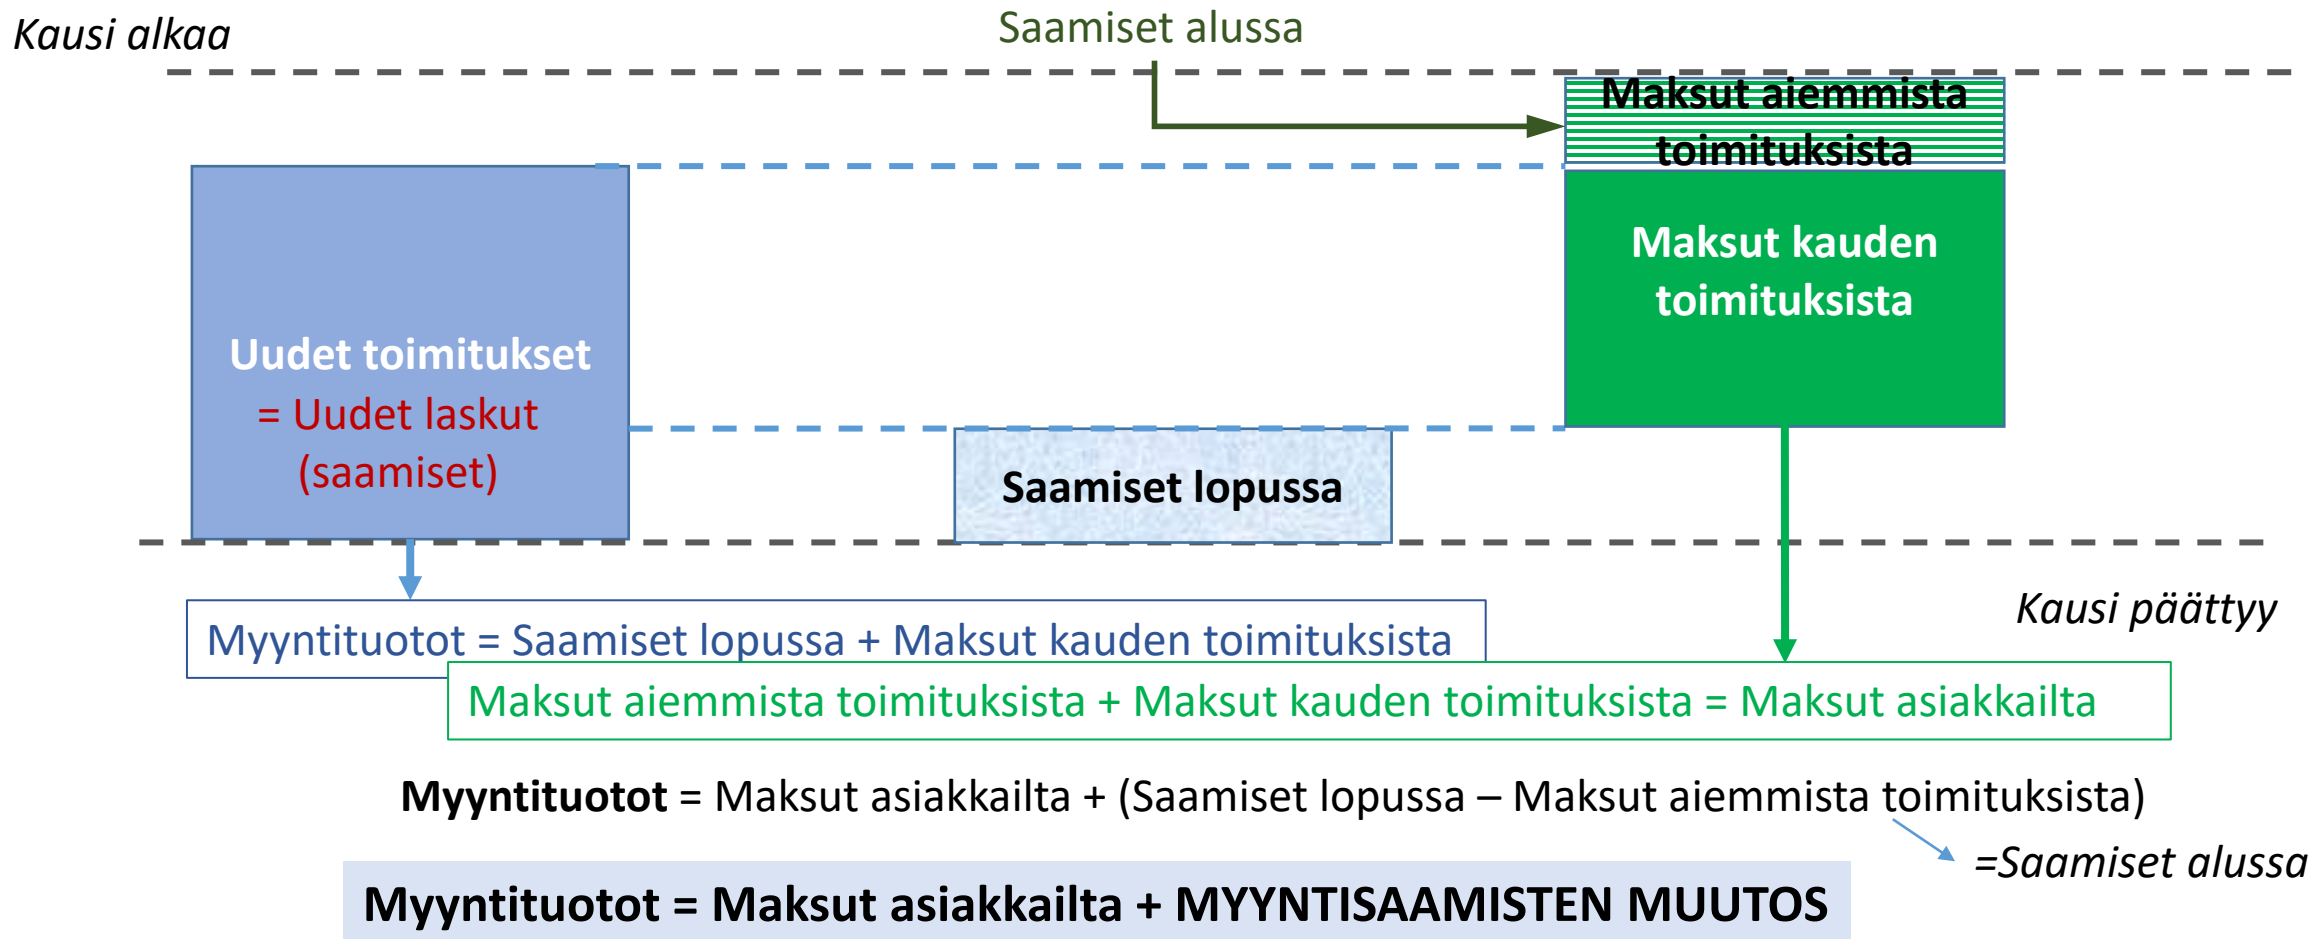 Kausi alkaa
Saamiset alussa
Maksut aiemmista
toimituksista
Maksut kauden
toimituksista
Uudet toimitukset
= Uudet laskut
(saamiset)
Saamiset lopussa
Kausi päättyy
Myyntituotot = Saamiset lopussa + Maksut kauden toimituksista
Maksut aiemmista toimituksista + Maksut kauden toimituksista = Maksut asiakkailta
Myyntituotot = Maksut asiakkailta + (Saamiset lopussa – Maksut aiemmista toimituksista)
=Saamiset alussa
Myyntituotot = Maksut asiakkailta + MYYNTISAAMISTEN MUUTOS